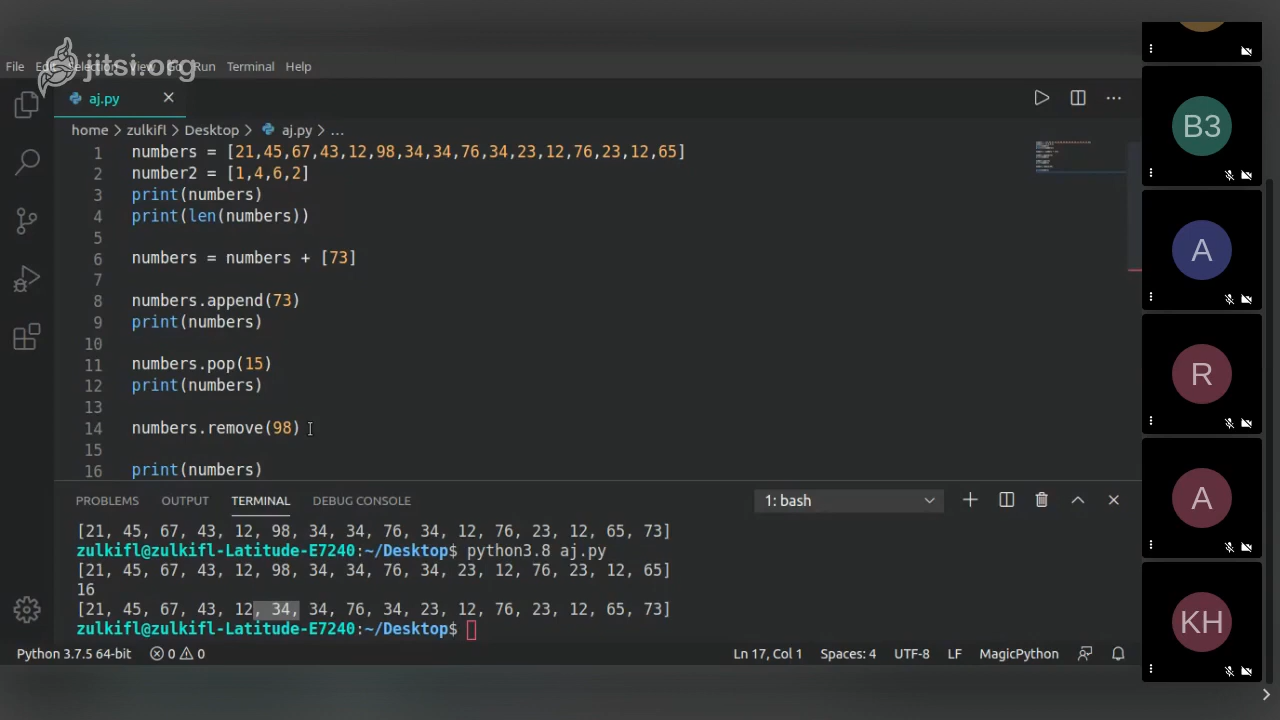 jitsi.org
File Edit Selection View Go Run Terminal Help
aj.py
home > zulkifl > Desktop > aj.py > ...
1 numbers = [21,45,67,43,12,98,34,34,76,34,23,12,76,23,12,65]
2 number2 = [1,4,6,2]
3 print(numbers)
4 print(len(numbers))
5
6 numbers = numbers + [73]
7
8 numbers.append(73)
9 print(numbers)
10
11 numbers.pop(15)
12 print(numbers)
13
14 numbers.remove(98)
15
16 print(numbers)
PROBLEMS OUTPUT TERMINAL DEBUG CONSOLE 1: bash
[21, 45, 67, 43, 12, 98, 34, 34, 76, 34, 12, 76, 23, 12, 65, 73]
zulkifl@zulkifl-Latitude-E7240:~/Desktop$ python3.8 aj.py
[21, 45, 67, 43, 12, 98, 34, 34, 76, 34, 23, 12, 76, 23, 12, 65]
16
[21, 45, 67, 43, 12, 34, 34, 76, 34, 23, 12, 76, 23, 12, 65, 73]
zulkifl@zulkifl-Latitude-E7240:~/Desktop$
Python 3.7.5 64-bit 0 0 Ln 17, Col 1 Spaces: 4 UTF-8 LF MagicPython
B3
A
R
A
KH